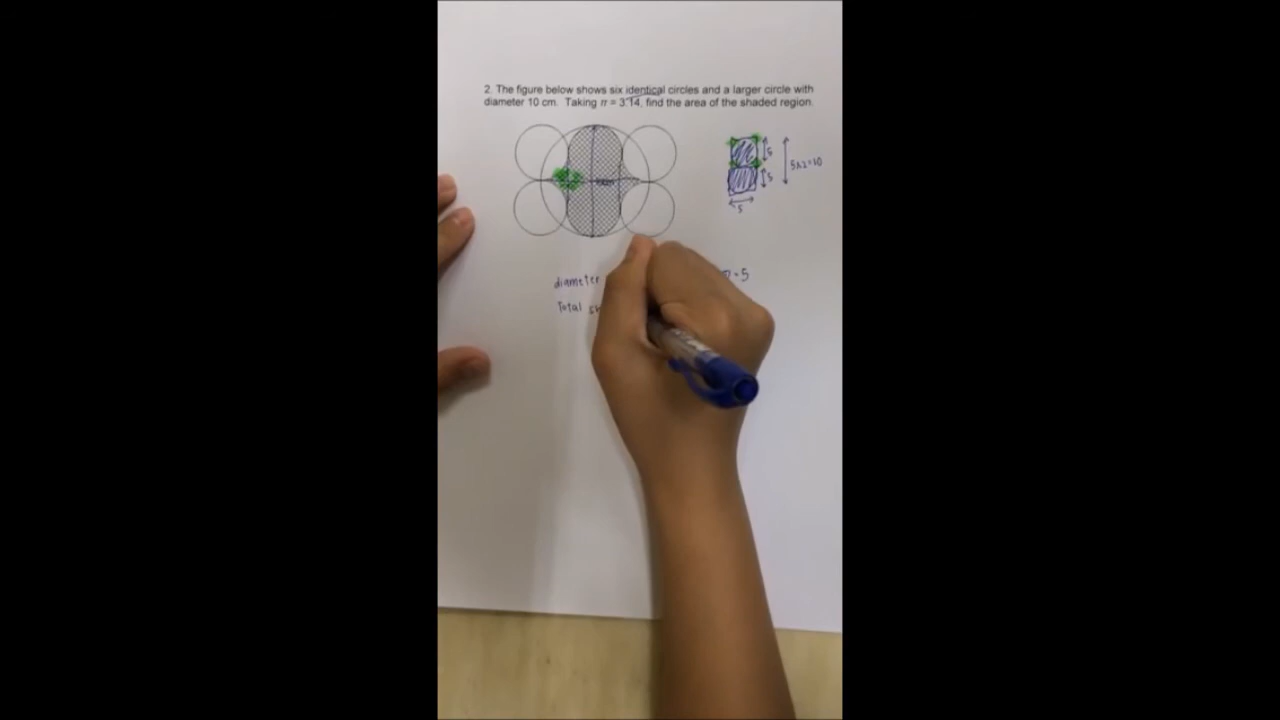 2. The figure below shows six identical circles and a larger circle with
diameter 10 cm. Taking π = 3.14, find the area of the shaded region.
5
5x2=10
5
5
diameter
=5
Total